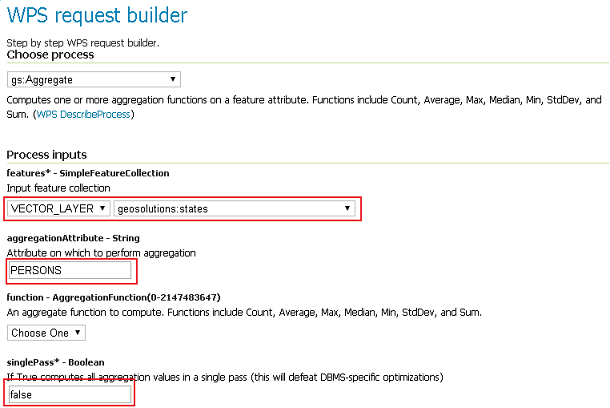 WPS request builder
Step by step WPS request builder.
Choose process
gs:Aggregate
Computes one or more aggregation functions on a feature attribute. Functions include Count, Average, Max, Median, Min, StdDev, and
Sum. (WPS DescribeProcess)
Process inputs
features* - SimpleFeatureCollection
Input feature collection
VECTOR_LAYER geosolutions:states
aggregationAttribute - String
Attribute on which to perform aggregation
PERSONS
function - AggregationFunction(0-2147483647)
An aggregate function to compute. Functions include Count, Average, Max, Median, Min, StdDev, and Sum.
Choose One
singlePass* - Boolean
If True computes all aggregation values in a single pass (this will defeat DBMS-specific optimizations)
false